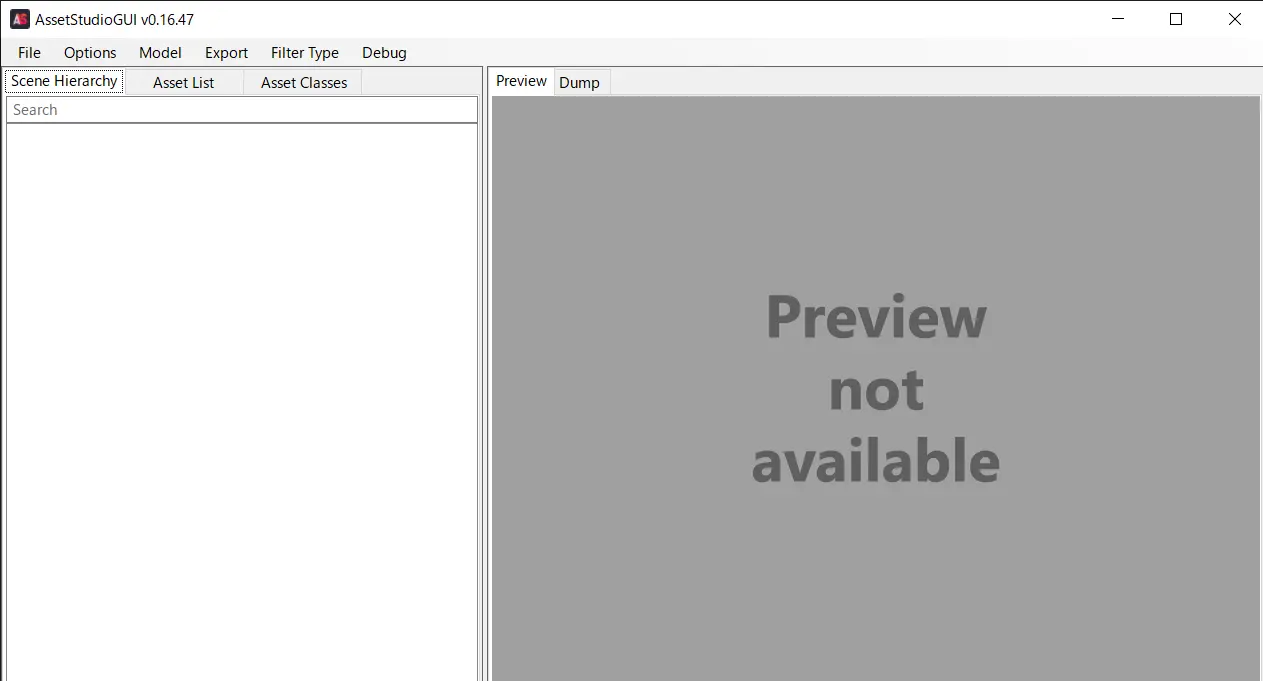 AS AssetStudioGUI v0.16.47
File Options Model Export Filter Type Debug
Scene Hierarchy Asset List Asset Classes
Search
Preview Dump
Preview
not
available